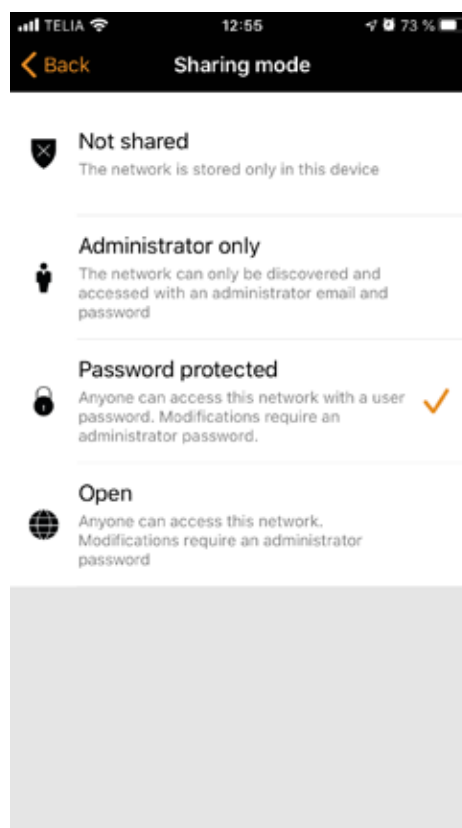 TELIA 12:55 73 %
Back Sharing mode
Not shared
The network is stored only in this device
Administrator only
The network can only be discovered and
accessed with an administrator email and
password
Password protected
Anyone can access this network with a user
password. Modifications require an
administrator password.
Open
Anyone can access this network.
Modifications require an administrator
password